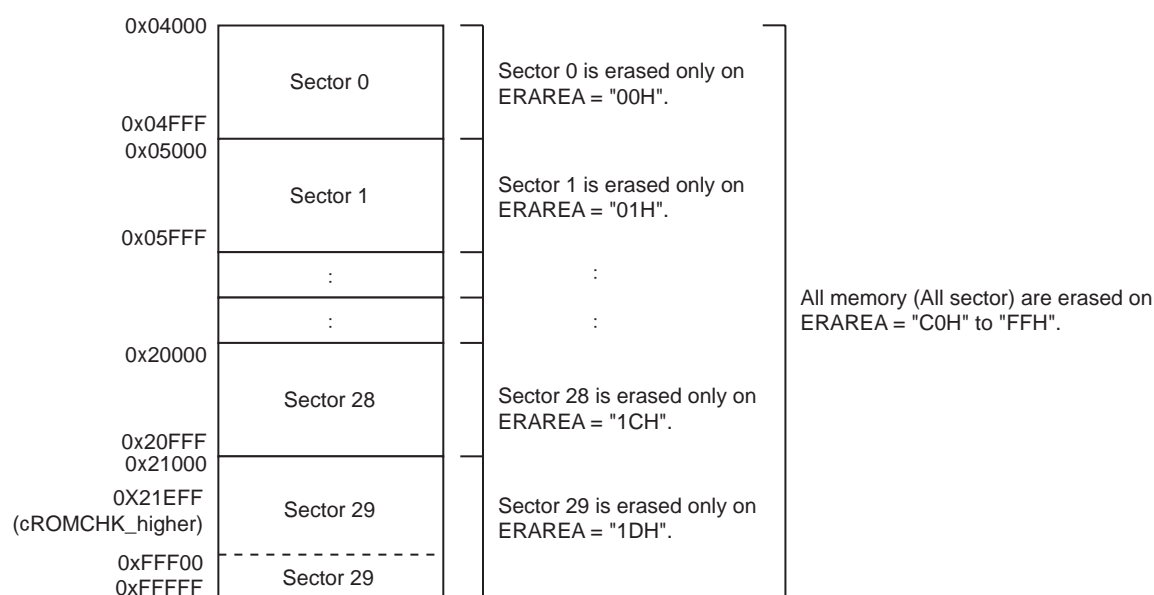 0x04000
Sector 0
Sector 0 is erased only on
ERAREA = "00H".
0x04FFF
0x05000
Sector 1
Sector 1 is erased only on
ERAREA = "01H".
0x05FFF
:
:
:
:
All memory (All sector) are erased on
ERAREA = "C0H" to "FFH".
0x20000
Sector 28
Sector 28 is erased only on
ERAREA = "1CH".
0x20FFF
0x21000
0X21EFF
(cROMCHK_higher)
Sector 29
Sector 29 is erased only on
ERAREA = "1DH".
0xFFF00
0xFFFFF
Sector 29